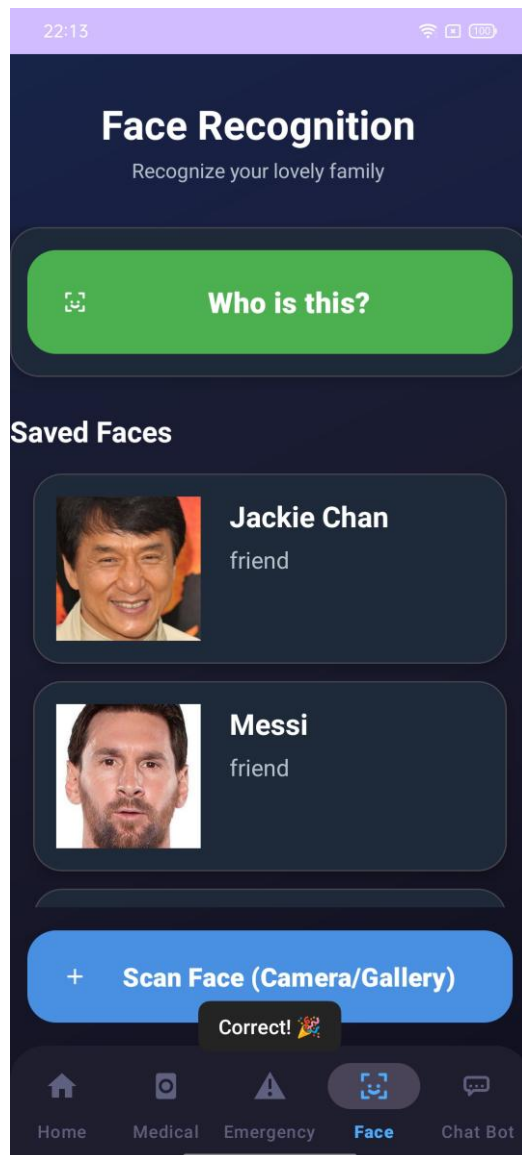 22:13
100
Face Recognition
Recognize your lovely family
Who is this?
Saved Faces
Jackie Chan
friend
Messi
friend
+ Scan Face (Camera/Gallery)
Correct! 🎉
Home Medical Emergency Face Chat Bot